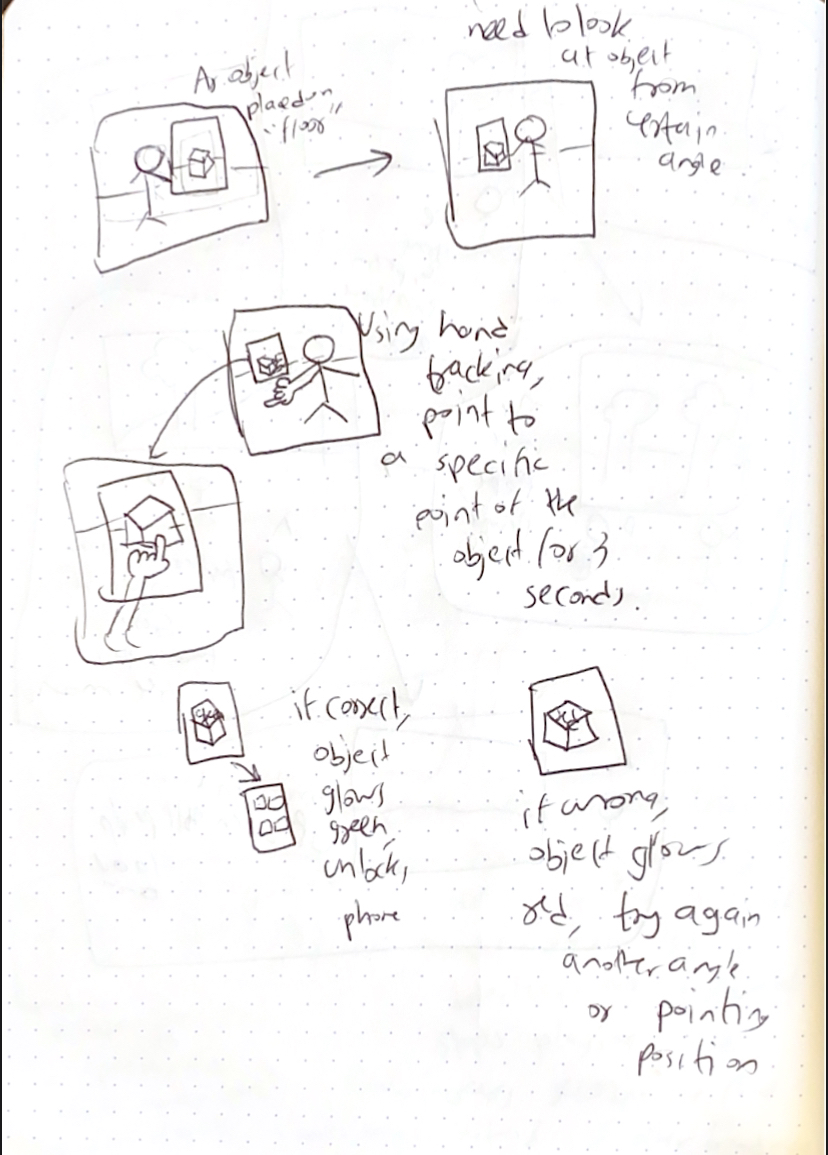 Ar object
placed on
"floor"
need to look
at object
from
certain
angle
Using hand
tracking,
point to
a specific
point of the
object for 3
seconds.
if correct,
object
glows
green,
unlock,
phone
if wrong,
object glows
red, try again
another angle
or pointing
position